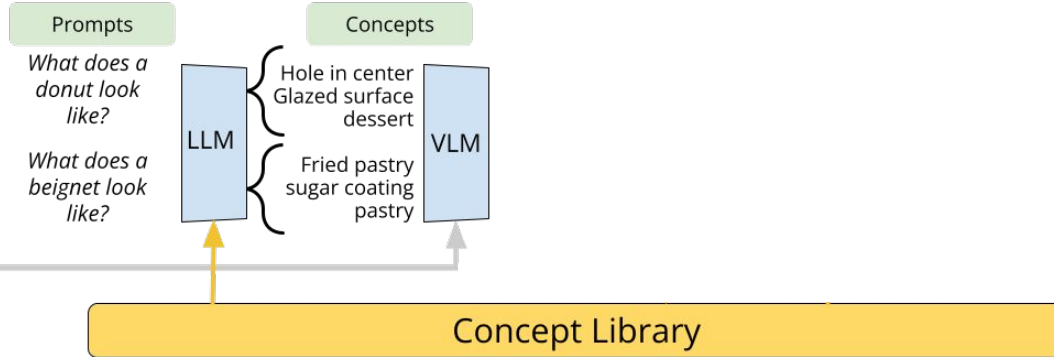 Prompts
Concepts
What does a
donut look
like?
Hole in center
Glazed surface
dessert
LLM
VLM
What does a
beignet look
like?
Fried pastry
sugar coating
pastry
Concept Library